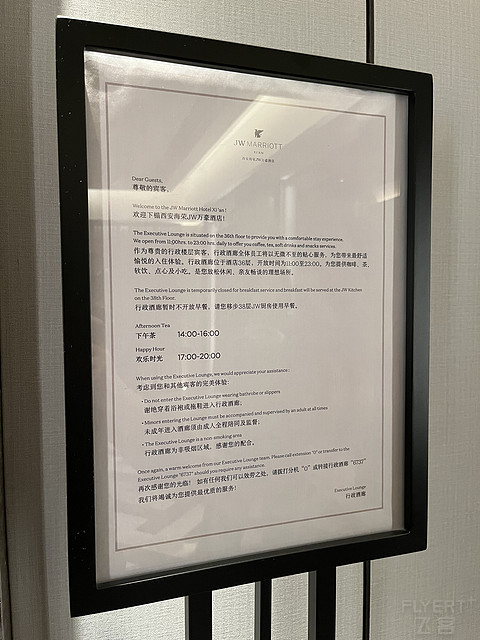 JW MARRIOTT
XI'AN
Dear Guests,
尊敬的宾客,
Welcome to the JW Marriott Hotel Xi'an !
欢迎下榻西安海荣JW万豪酒店!
The Executive Lounge is situated on the 36th floor to provide you with a comfortable stay experience.
We open from 11:00hrs. to 23:00 hrs. daily to offer you coffee, tea, soft drinks and snacks services.
作为尊贵的行政楼层宾客, 行政酒廊全体员工将以无微不至的贴心服务, 为您带来最舒适
愉悦的入住体验。行政酒廊位于酒店36层, 开放时间为11:00至23:00。为您提供咖啡、茶、
软饮、点心及小吃。是您放松休闲、亲友畅谈的理想场所。
The Executive Lounge is temporarily closed for breakfast service and breakfast will be served at the JW Kitchen
on the 38th Floor.
行政酒廊暂时不开放早餐, 请您移步38层JW厨房使用早餐。
Afternoon Tea
下午茶 14:00-16:00
Happy Hour
欢乐时光 17:00-20:00
When using the Executive Lounge, we would appreciate your assistance :
考虑到您和其他宾客的完美体验:
• Do not enter the Executive Lounge wearing bathrobe or slippers
谢绝穿着浴袍或拖鞋进入行政酒廊;
• Minors entering the Lounge must be accompanied and supervised by an adult at all times
未成年进入酒廊须由成人全程陪同及监督;
• The Executive Lounge is a non-smoking area
行政酒廊为非吸烟区域, 感谢您的配合。
Once again, a warm welcome from our Executive Lounge team. Please call extension "0" or transfer to the
Executive Lounge "6737" should you require any assistance.
再次感谢您的光临! 如有任何我们可以效劳之处, 请拨打分机 "0" 或转接行政酒廊 "6737"
我们将竭诚为您提供最优质的服务!
Executive Lounge
行政酒廊
FLYERT
飞客